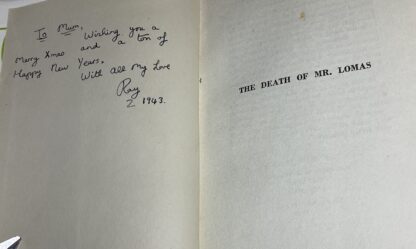 To Mum,
Wishing you a
Merry Xmas and a ton of
Happy New Years,
With all My Love
Ray
1943.
THE DEATH OF MR. LOMAS